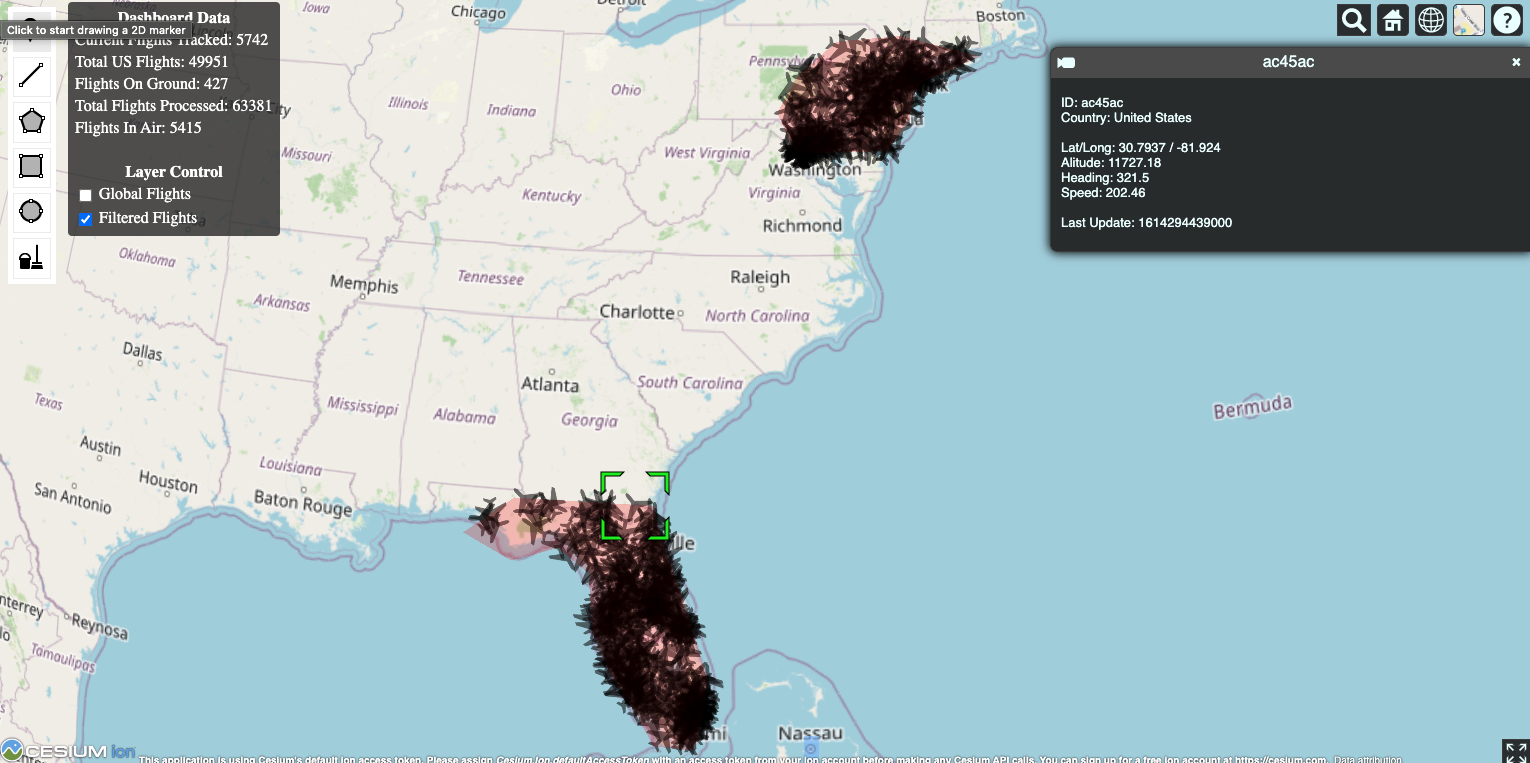 Dashboard Data
Click to start drawing a 2D marker
Current Flights Tracked: 5742
Total US Flights: 49951
Flights On Ground: 427
Total Flights Processed: 63381
Flights In Air: 5415
Layer Control
Global Flights
Filtered Flights
ac45ac
ID: ac45ac
Country: United States
Lat/Long: 30.7937 / -81.924
Alitude: 11727.18
Heading: 321.5
Speed: 202.46
Last Update: 1614294439000
Iowa
Chicago
Detroit
Boston
Illinois
Indiana
Ohio
Missouri
West Virginia
Washington
Kentucky
Virginia
Richmond
Oklahoma
Memphis
Tennessee
Raleigh
Arkansas
Charlotte
North Carolina
Dallas
Atlanta
South Carolina
Texas
Mississippi
Alabama
Georgia
Bermuda
Austin
Louisiana
Houston
San Antonio
Baton Rouge
Reynosa
Tamaulipas
Nassau
CESIUM ion
This application is using Cesium's default ion access token. Please assign Cesium.Ion.defaultAccessToken with an access token from your ion account before making any Cesium API calls. You can sign up for a free ion account at https://cesium.com. Data attribution